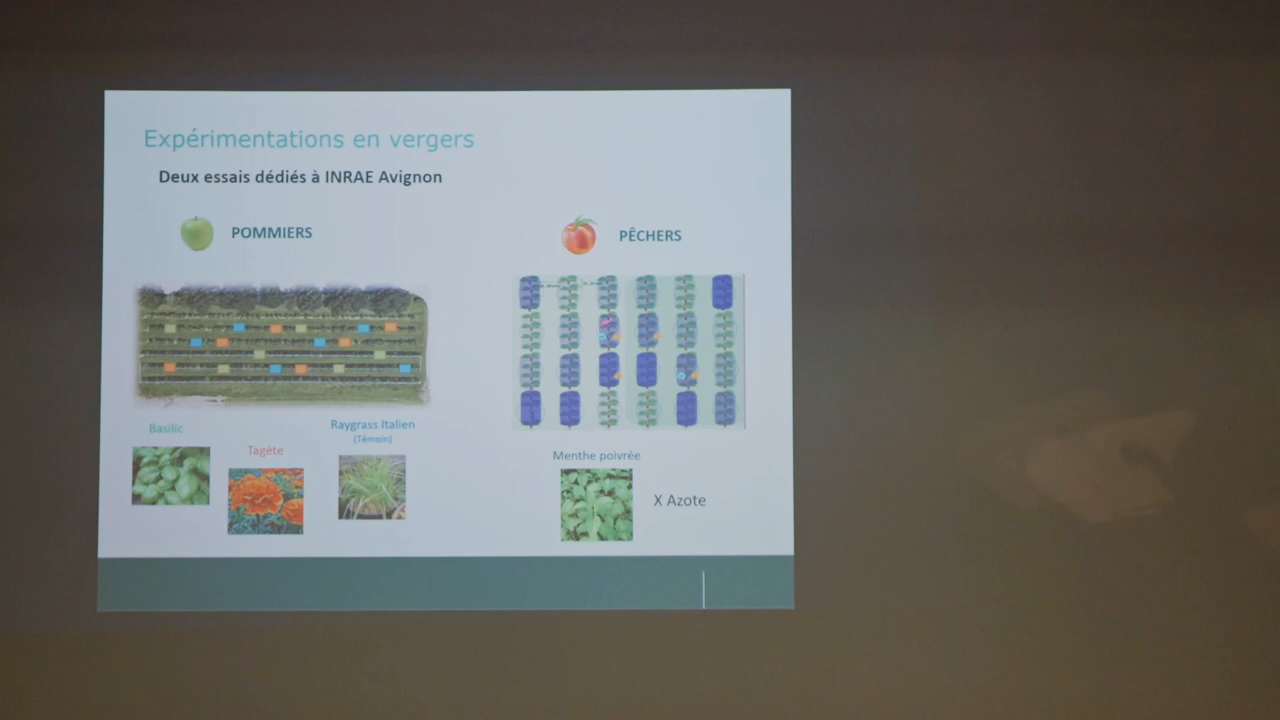 Expérimentations en vergers
Deux essais dédiés à INRAE Avignon
POMMIERS
PÊCHERS
Basilic
Tagète
Raygrass Italien
(Témoin)
Menthe poivrée
X Azote